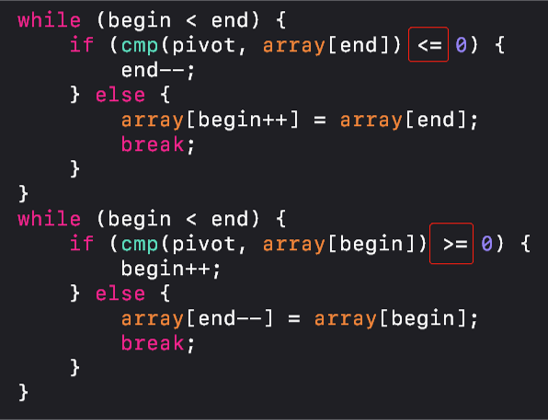 while (begin < end) {
if (cmp(pivot, array[end]) <= 0) {
end--;
} else {
array[begin++] = array[end];
break;
}
}
while (begin < end) {
if (cmp(pivot, array[begin]) >= 0) {
begin++;
} else {
array[end--] = array[begin];
break;
}
}